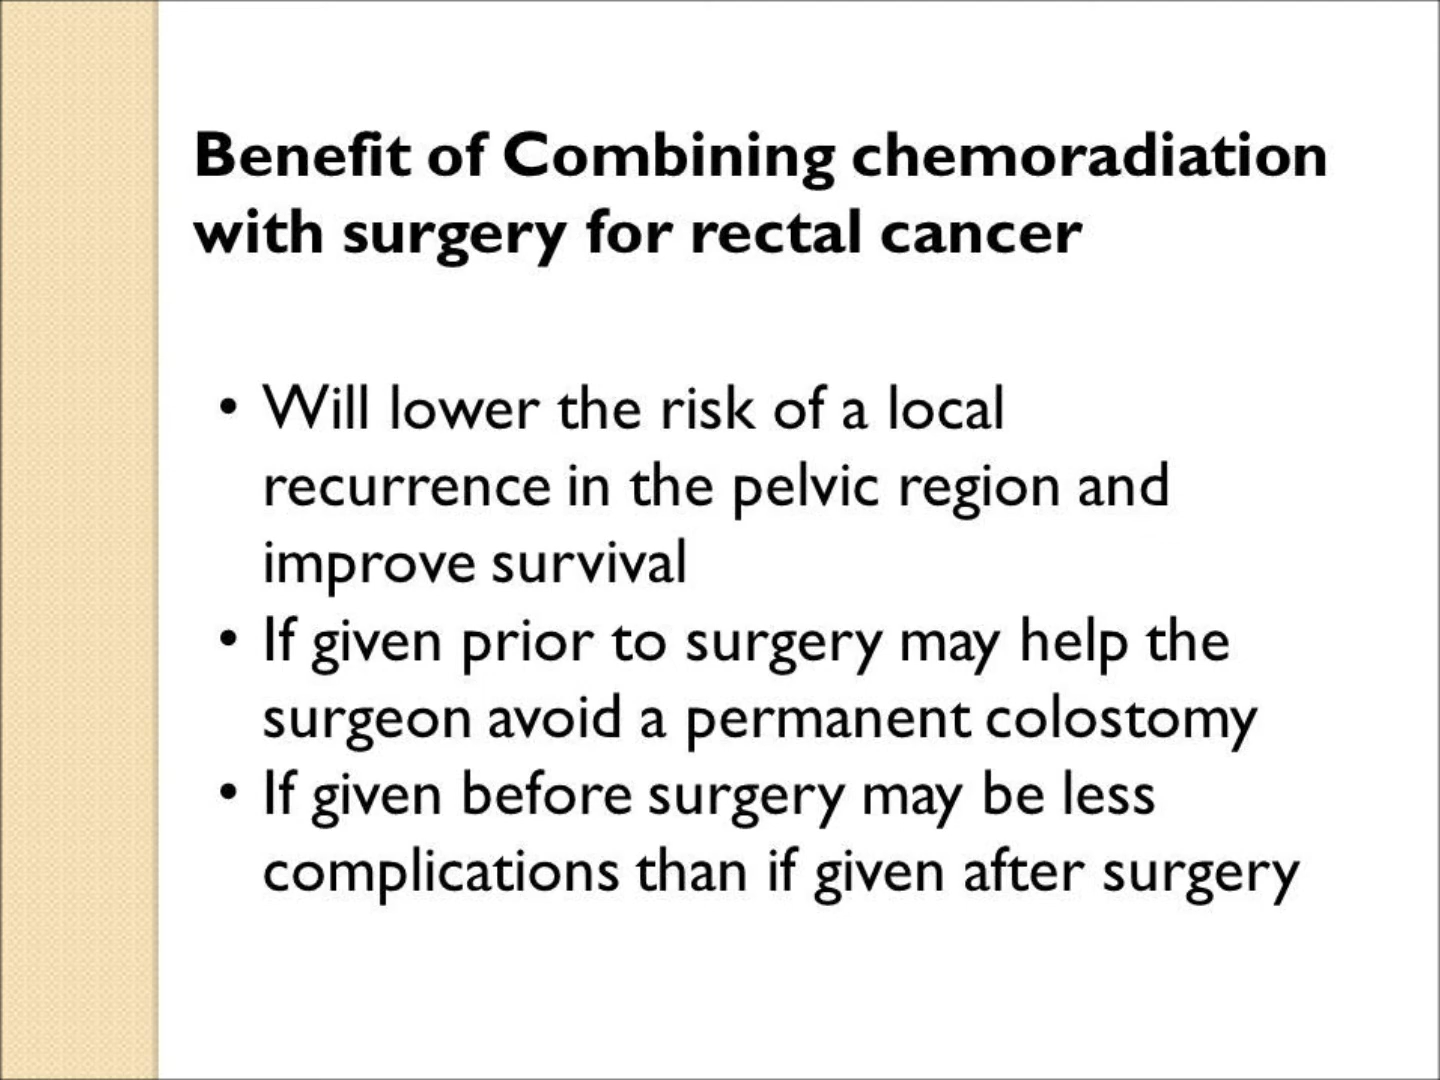 Benefit of Combining chemoradiation
with surgery for rectal cancer
• Will lower the risk of a local
recurrence in the pelvic region and
improve survival
• If given prior to surgery may help the
surgeon avoid a permanent colostomy
• If given before surgery may be less
complications than if given after surgery